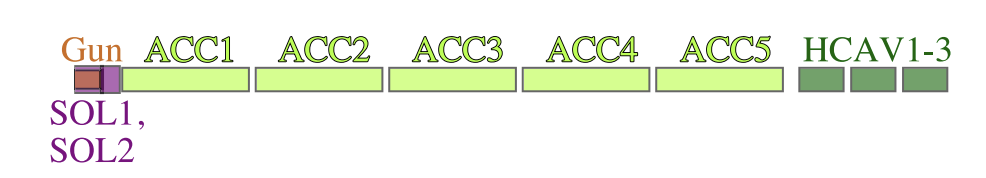 Gun ACC1 ACC2 ACC3 ACC4 ACC5 HCAV1-3
SOL1,
SOL2